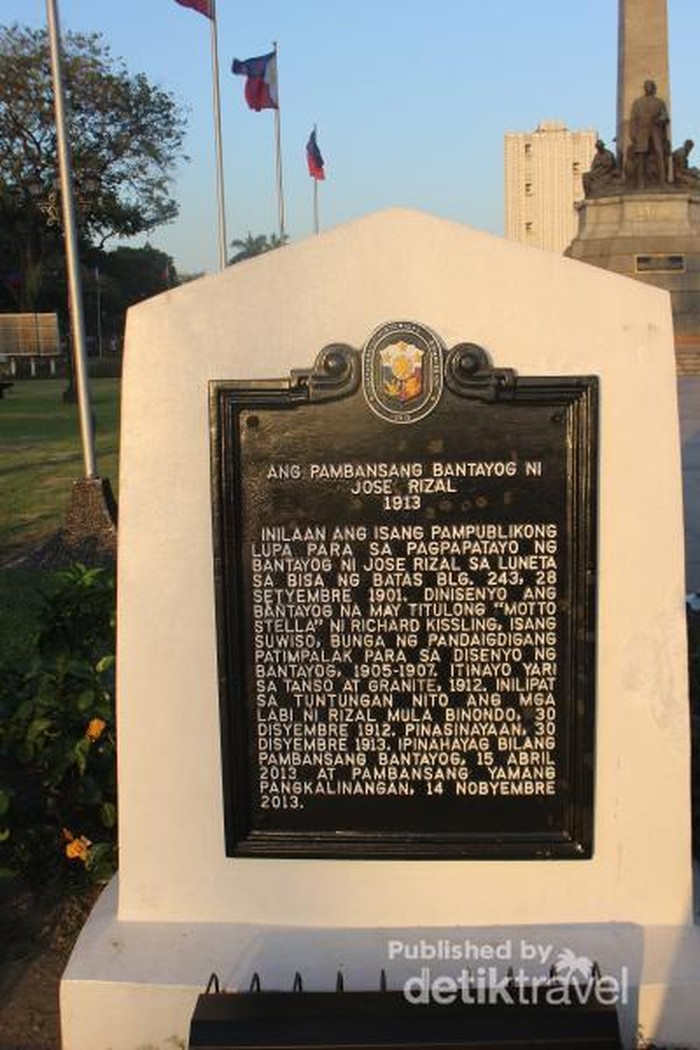 ANG PAMBANSANG BANTAYOG NI
JOSE RIZAL
1913
INILAAN ANG ISANG PAMPUBLIKONG
LUPA PARA SA PAGPAPATAYO NG
BANTAYOG NI JOSE RIZAL SA LUNETA
SA BISA NG BATAS BLG. 243, 28
SETYEMBRE 1901. DINISENYO ANG
BANTAYOG NA MAY TITULONG "MOTTO
STELLA" NI RICHARD KISSLING, ISANG
SUWISO, BUNGA NG PANDAIGDIGANG
PATIMPALAK PARA SA DISENYO NG
BANTAYOG, 1905-1907. ITINAYO YARI
SA TANSO AT GRANITE, 1912. INILIPAT
SA TUNTUNGAN NITO ANG MGA
LABI NI RIZAL MULA BINONDO, 30
DISYEMBRE 1912. PINASINAYAAN, 30
DISYEMBRE 1913. IPINAHAYAG BILANG
PAMBANSANG BANTAYOG, 15 ABRIL
2013 AT PAMBANSANG YAMANG
PANGKALINANGAN, 14 NOBYEMBRE
2013.
Published by
detiktravel